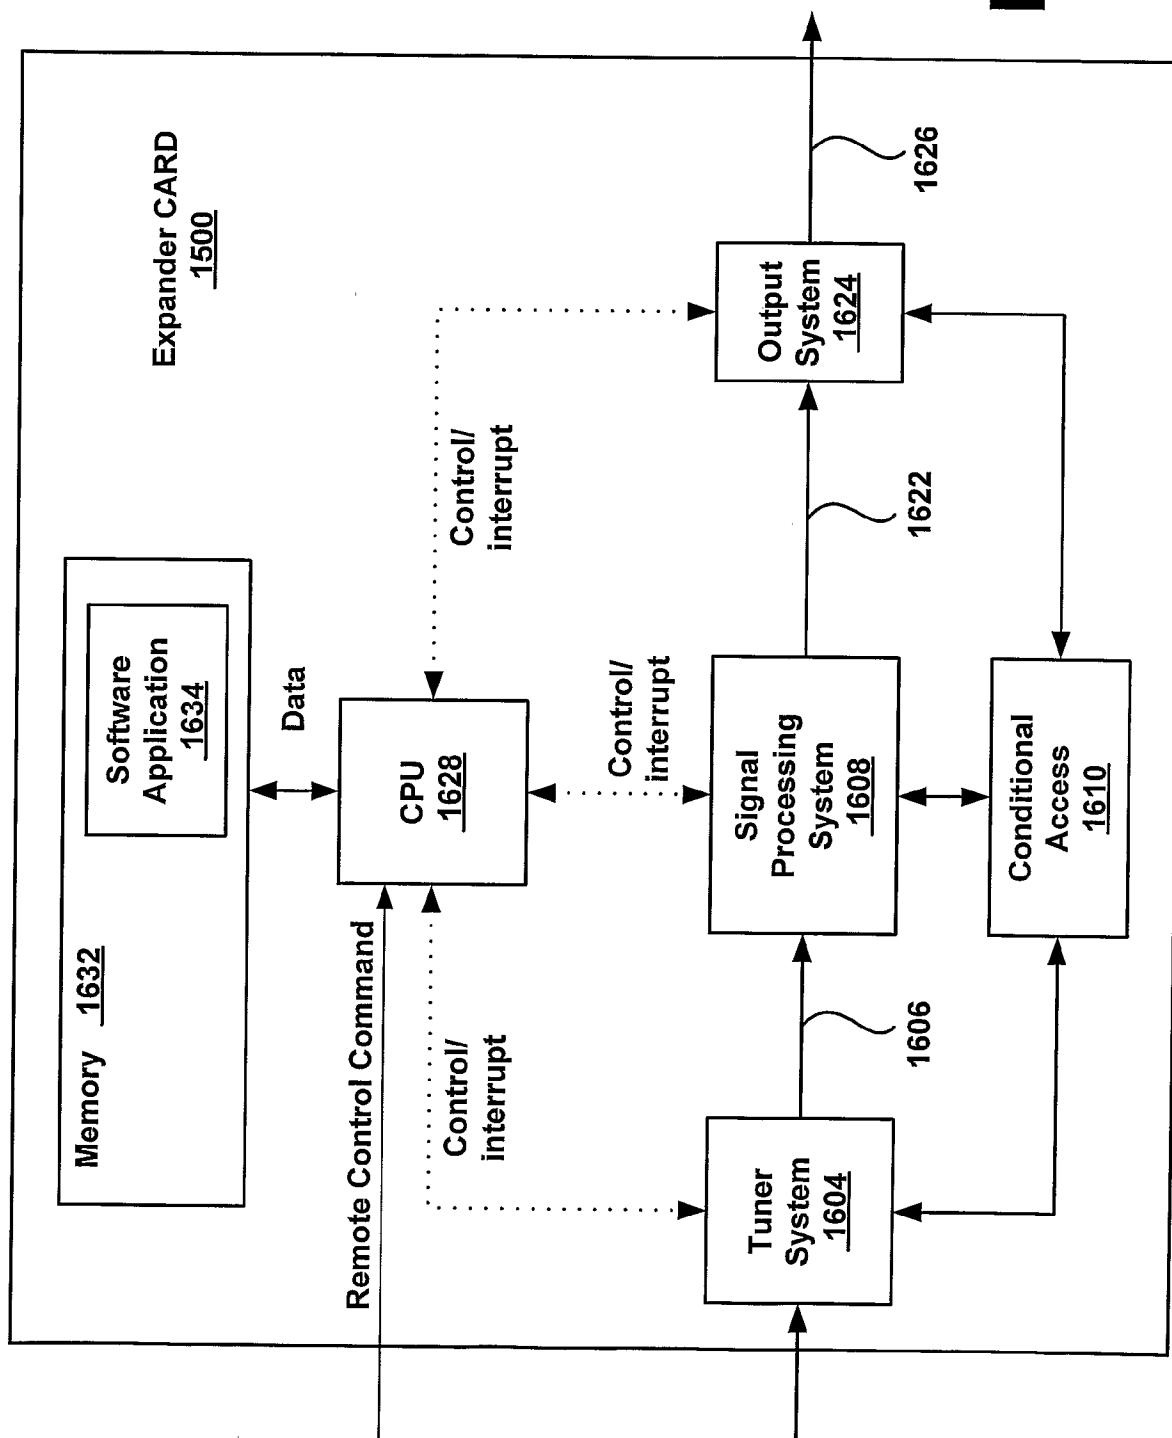 Expander CARD
1500
Memory 1632
Software
Application
1634
Data
Remote Control Command
CPU
1628
Control/
interrupt
Control/
interrupt
Control/
interrupt
Tuner
System
1604
1606
Signal
Processing
System
1608
1622
Output
System
1624
1626
Conditional
Access
1610